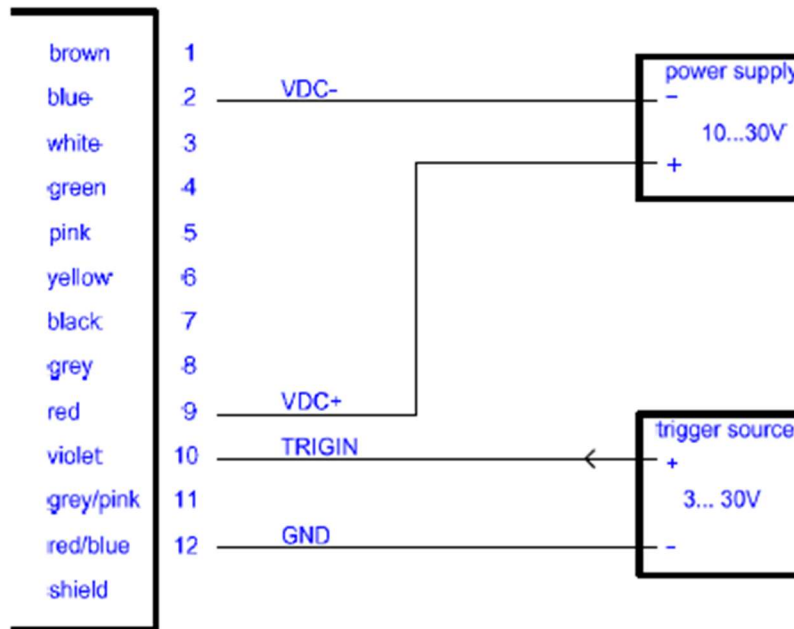 brown 1
blue 2 VDC- power supply
- 10...30V
white 3
+
green 4
pink 5
yellow 6
black 7
grey 8
red 9 VDC+
violet 10 TRIGIN trigger source
+
grey/pink 11 3... 30V
red/blue 12 GND -
shield